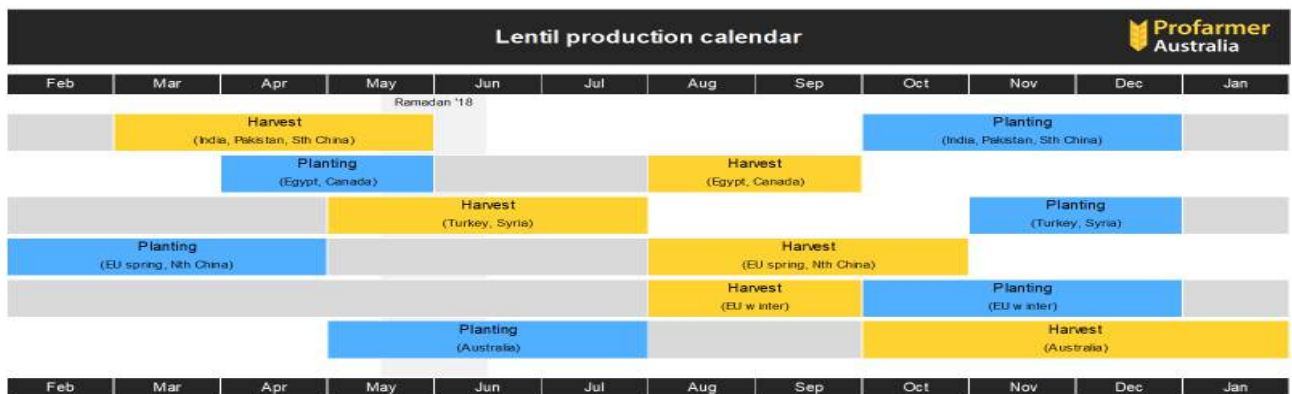 Lentil production calendar
Profarmer
Australia
Feb Mar Apr May Jun Jul Aug Sep Oct Nov Dec Jan
Ramadan '18
Harvest
(India, Pakistan, Sth China)
Planting
(India, Pakistan, Sth China)
Planting
(Egypt, Canada)
Harvest
(Egypt, Canada)
Harvest
(Turkey, Syria)
Planting
(Turkey, Syria)
Planting
(EU spring, Nth China)
Harvest
(EU spring, Nth China)
Harvest
(EU winter)
Planting
(EU winter)
Planting
(Australia)
Harvest
(Australia)
Feb Mar Apr May Jun Jul Aug Sep Oct Nov Dec Jan